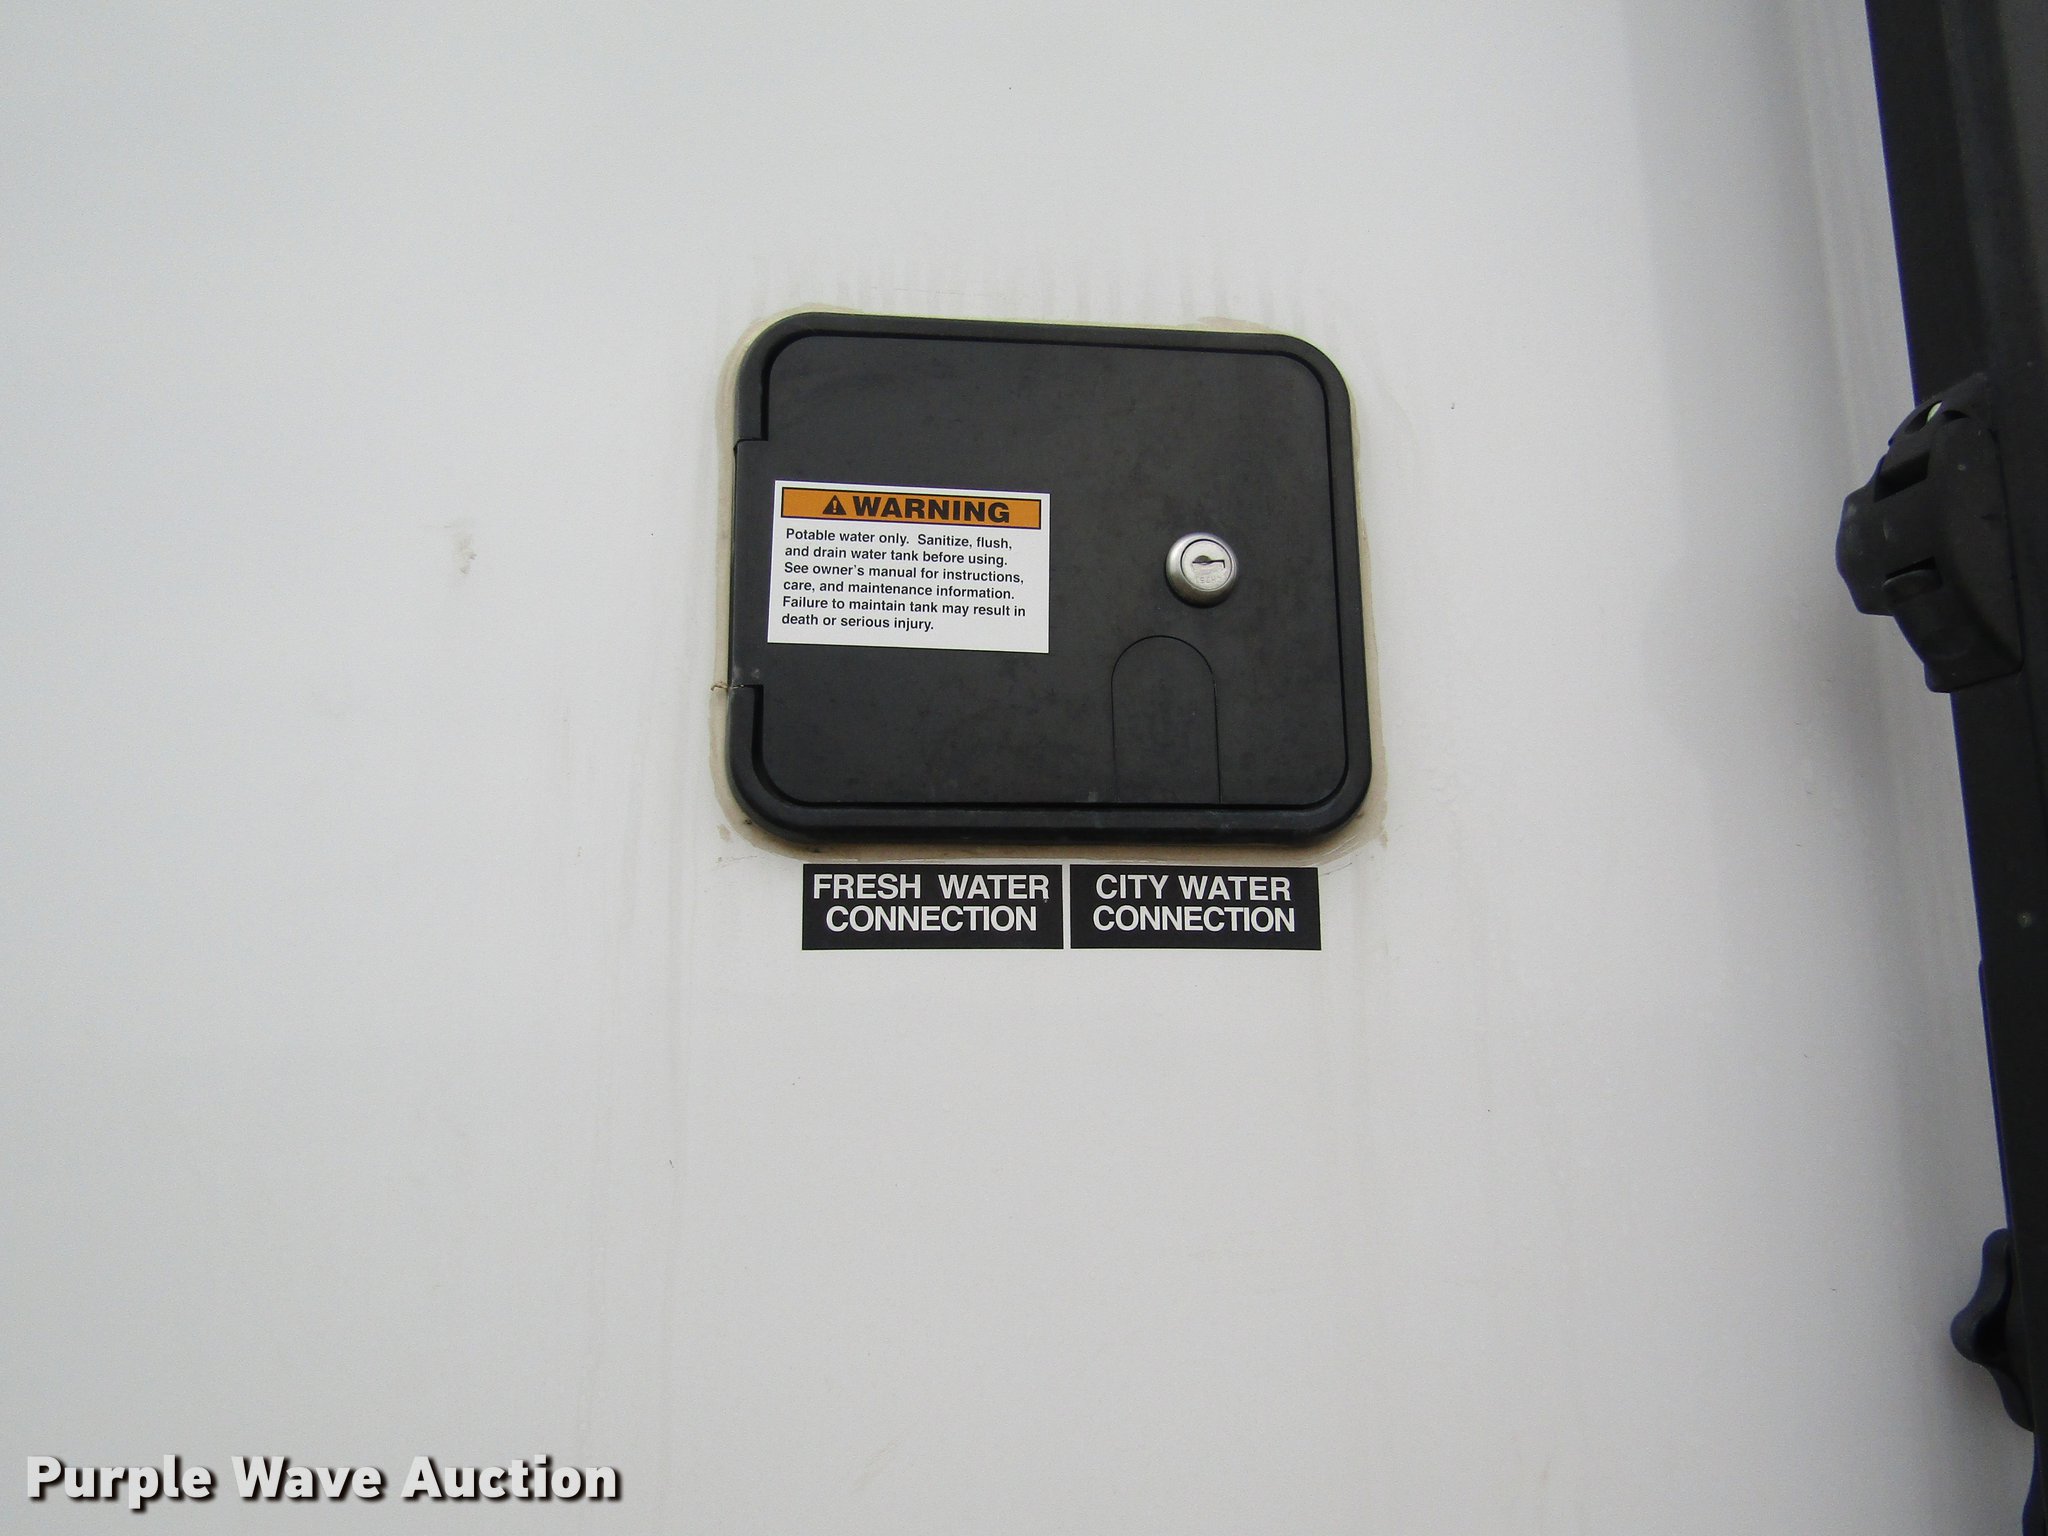 WARNING
Potable water only. Sanitize, flush,
and drain water tank before using.
See owner's manual for instructions,
care, and maintenance information.
Failure to maintain tank may result in
death or serious injury.
FRESH WATER
CONNECTION
CITY WATER
CONNECTION
Purple Wave Auction